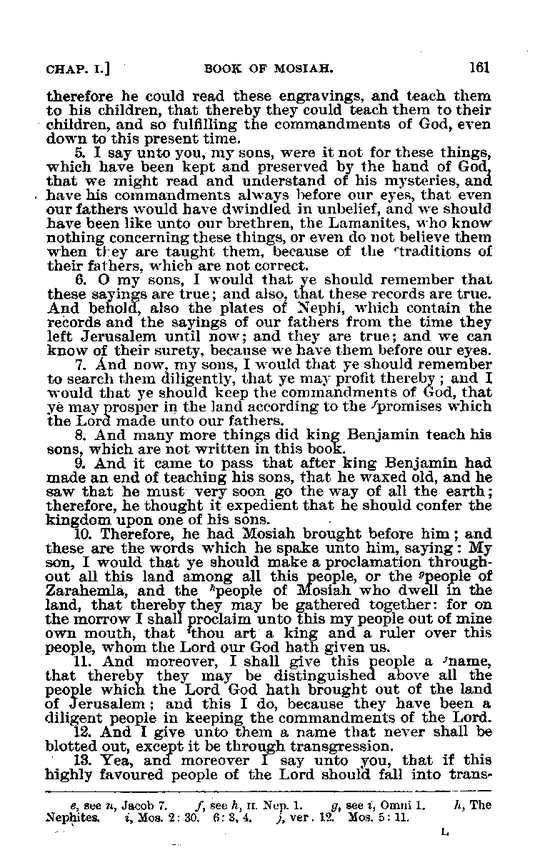 CHAP. I.] BOOK OF MOSIAH. 161
therefore he could read these engravings, and teach them
to his children, that thereby they could teach them to their
children, and so fulfilling the commandments of God, even
down to this present time.
5. I say unto you, my sons, were it not for these things,
which have been kept and preserved by the hand of God,
that we might read and understand of his mysteries, and
have his commandments always before our eyes, that even
our fathers would have dwindled in unbelief, and we should
have been like unto our brethren, the Lamanites, who know
nothing concerning these things, or even do not believe them
when they are taught them, because of the ᵉtraditions of
their fathers, which are not correct.
6. O my sons, I would that ye should remember that
these sayings are true; and also, that these records are true.
And behold, also the plates of Nephi, which contain the
records and the sayings of our fathers from the time they
left Jerusalem until now; and they are true; and we can
know of their surety, because we have them before our eyes.
7. And now, my sons, I would that ye should remember
to search them diligently, that ye may profit thereby; and I
would that ye should keep the commandments of God, that
ye may prosper in the land according to the ᶠpromises which
the Lord made unto our fathers.
8. And many more things did king Benjamin teach his
sons, which are not written in this book.
9. And it came to pass that after king Benjamin had
made an end of teaching his sons, that he waxed old, and he
saw that he must very soon go the way of all the earth;
therefore, he thought it expedient that he should confer the
kingdom upon one of his sons.
10. Therefore, he had Mosiah brought before him; and
these are the words which he spake unto him, saying: My
son, I would that ye should make a proclamation through-
out all this land among all this people, or the ᵍpeople of
Zarahemla, and the ʰpeople of Mosiah who dwell in the
land, that thereby they may be gathered together: for on
the morrow I shall proclaim unto this my people out of mine
own mouth, that ⁱthou art a king and a ruler over this
people, whom the Lord our God hath given us.
11. And moreover, I shall give this people a ʲname,
that thereby they may be distinguished above all the
people which the Lord God hath brought out of the land
of Jerusalem; and this I do, because they have been a
diligent people in keeping the commandments of the Lord.
12. And I give unto them a name that never shall be
blotted out, except it be through transgression.
13. Yea, and moreover I say unto you, that if this
highly favoured people of the Lord should fall into trans-
e, see n, Jacob 7. f, see h, II. Nep. 1. g, see i, Omni 1. h, The
Nephites. i, Mos. 2: 30. 6: 3, 4. j, ver. 12. Mos. 5: 11.
L